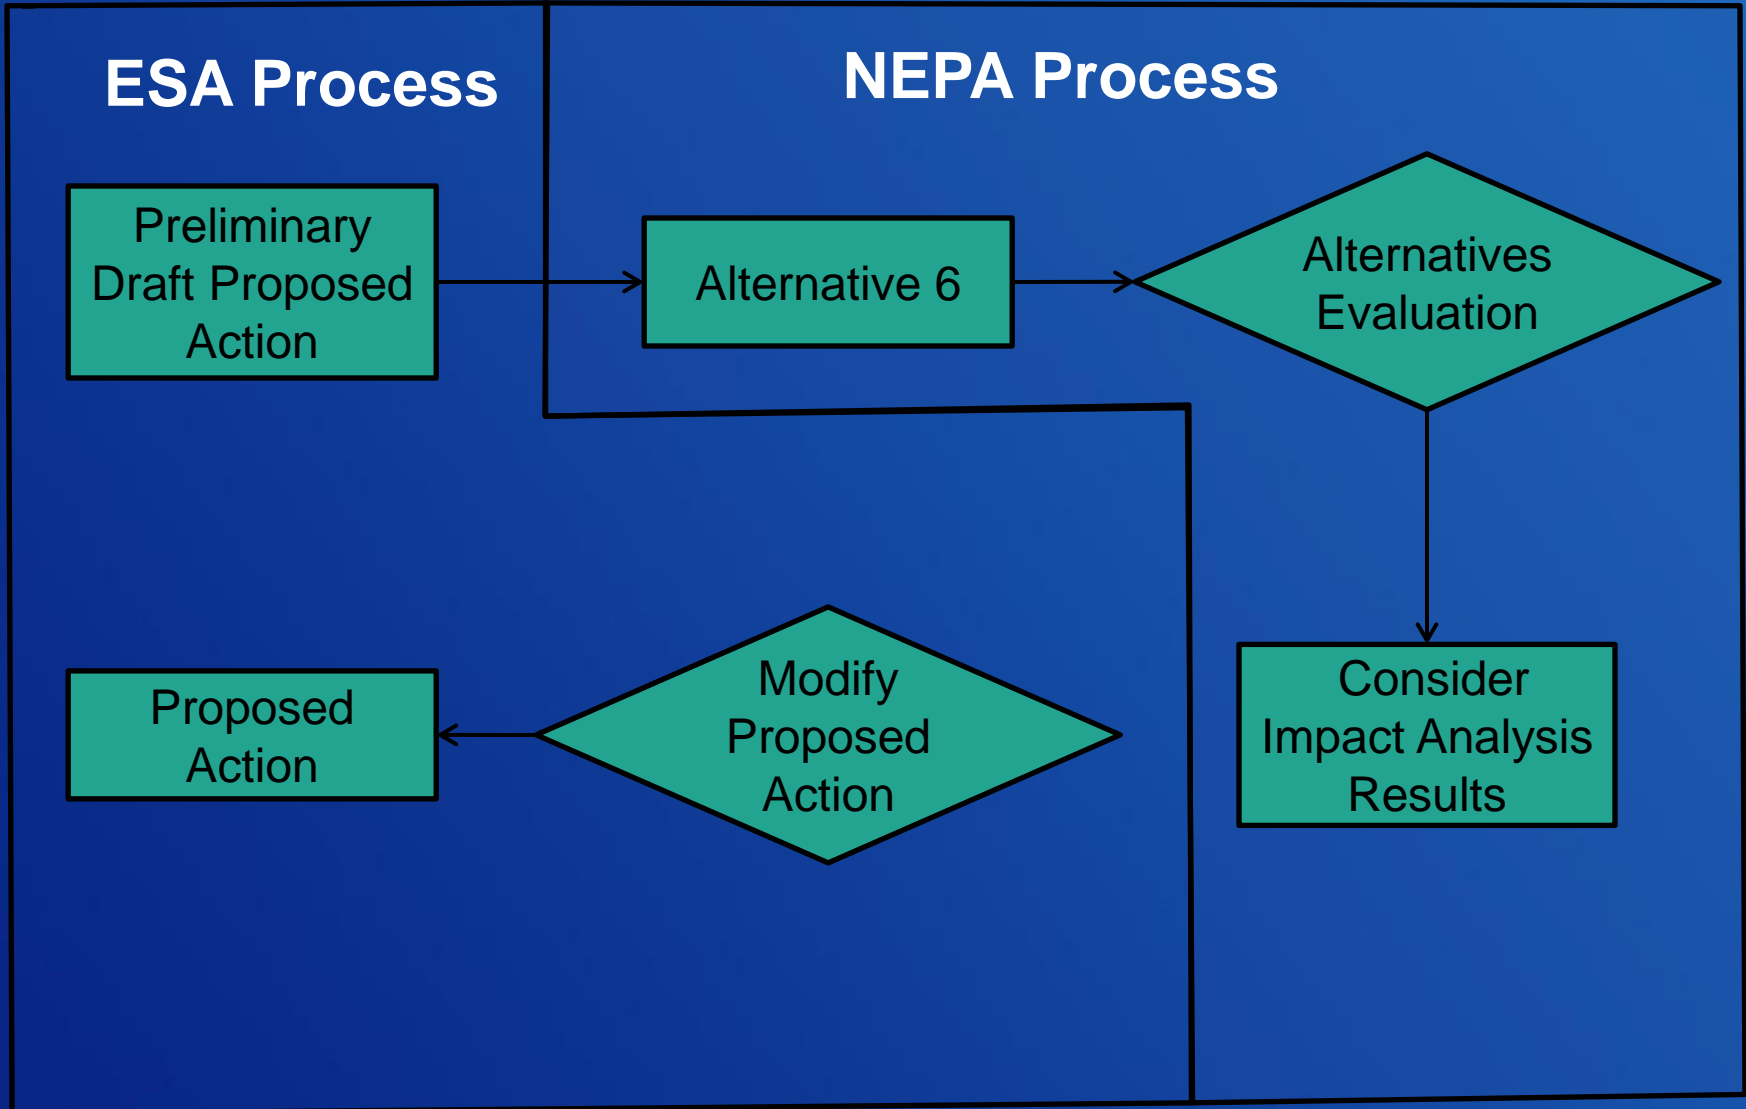 ESA Process
NEPA Process
Preliminary
Draft Proposed
Action
Alternative 6
Alternatives
Evaluation
Proposed
Action
Modify
Proposed
Action
Consider
Impact Analysis
Results